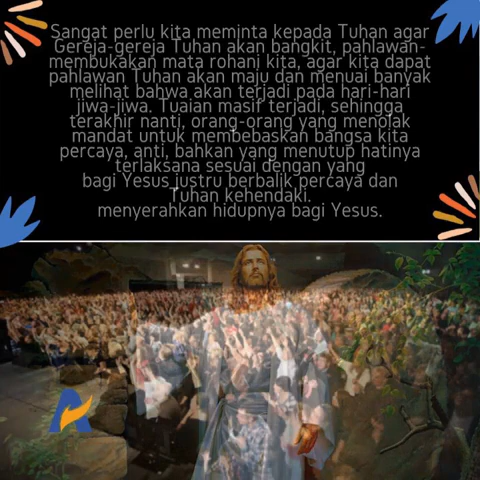 Sangat perlu kita meminta kepada Tuhan agar
Gereja-gereja Tuhan akan bangkit, pahlawan-
membukakan mata rohani kita, agar kita dapat
pahlawan Tuhan akan maju dan menuai banyak
melihat bahwa akan terjadi pada hari-hari
jiwa-jiwa. Tuaian masif terjadi, sehingga
terakhir nanti, orang-orang yang menolak
mandat untuk membebaskan bangsa kita
percaya, anti, bahkan yang menutup hatinya
terlaksana sesuai dengan yang
bagi Yesus justru berbalik percaya dan
Tuhan kehendaki.
menyerahkan hidupnya bagi Yesus.